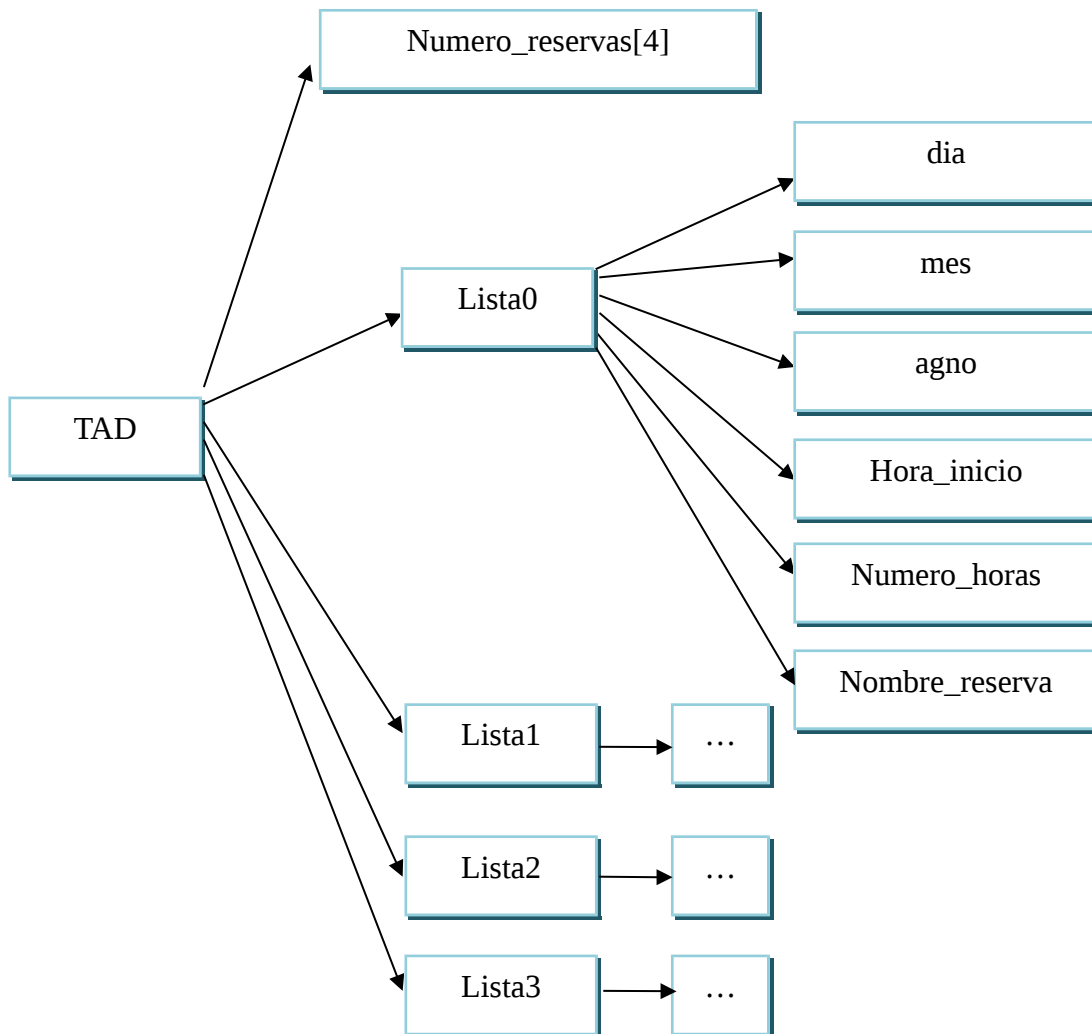 Numero_reservas[4]
dia
mes
Lista0
agno
TAD
Hora_inicio
Numero_horas
Nombre_reserva
Lista1
…
Lista2
…
Lista3
…